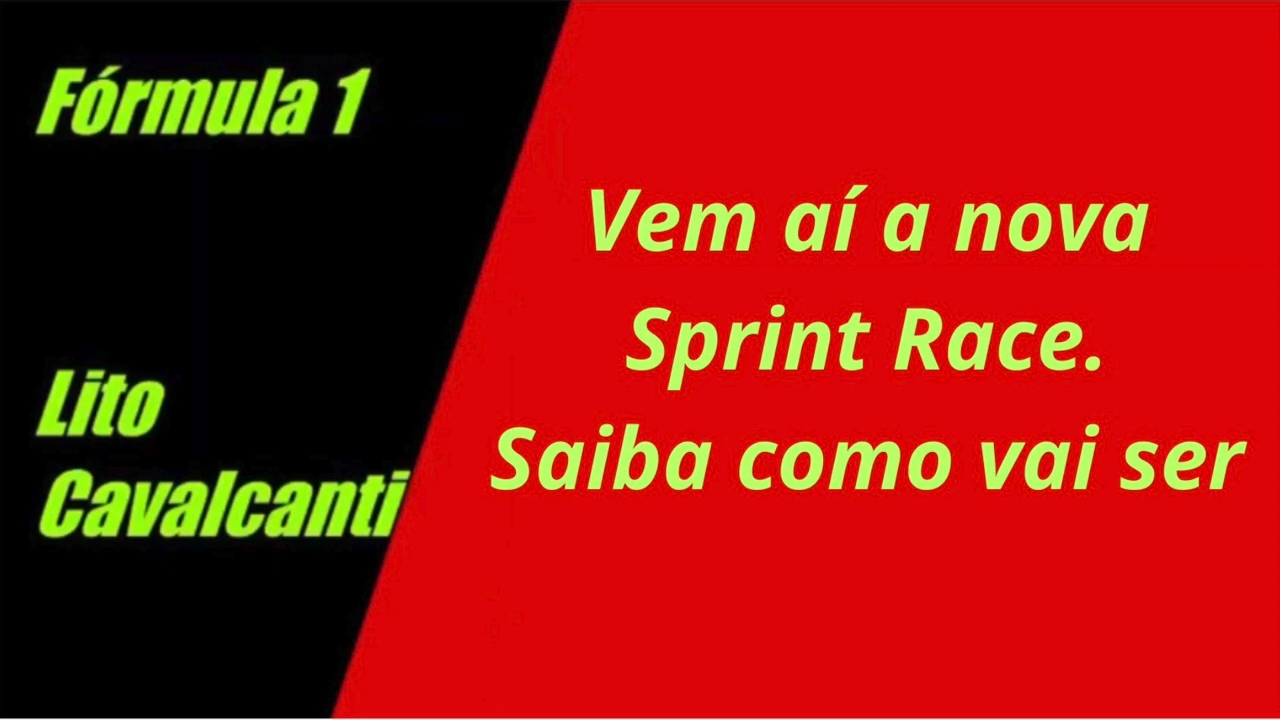 Fórmula 1
Lito
Cavalcanti
Vem aí a nova
Sprint Race.
Saiba como vai ser